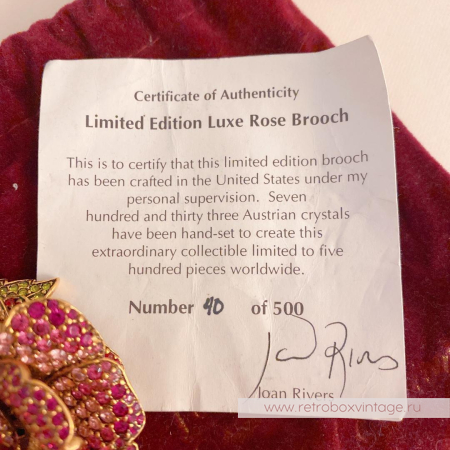 Certificate of Authenticity
Limited Edition Luxe Rose Brooch
This is to certify that this limited edition brooch
has been crafted in the United States under my
personal supervision. Seven
hundred and thirty three Austrian crystals
have been hand-set to create this
extraordinary collectible limited to five
hundred pieces worldwide.
Number 40 of 500
Joan Rivers
Joan Rivers
www.retroboxvintage.ru